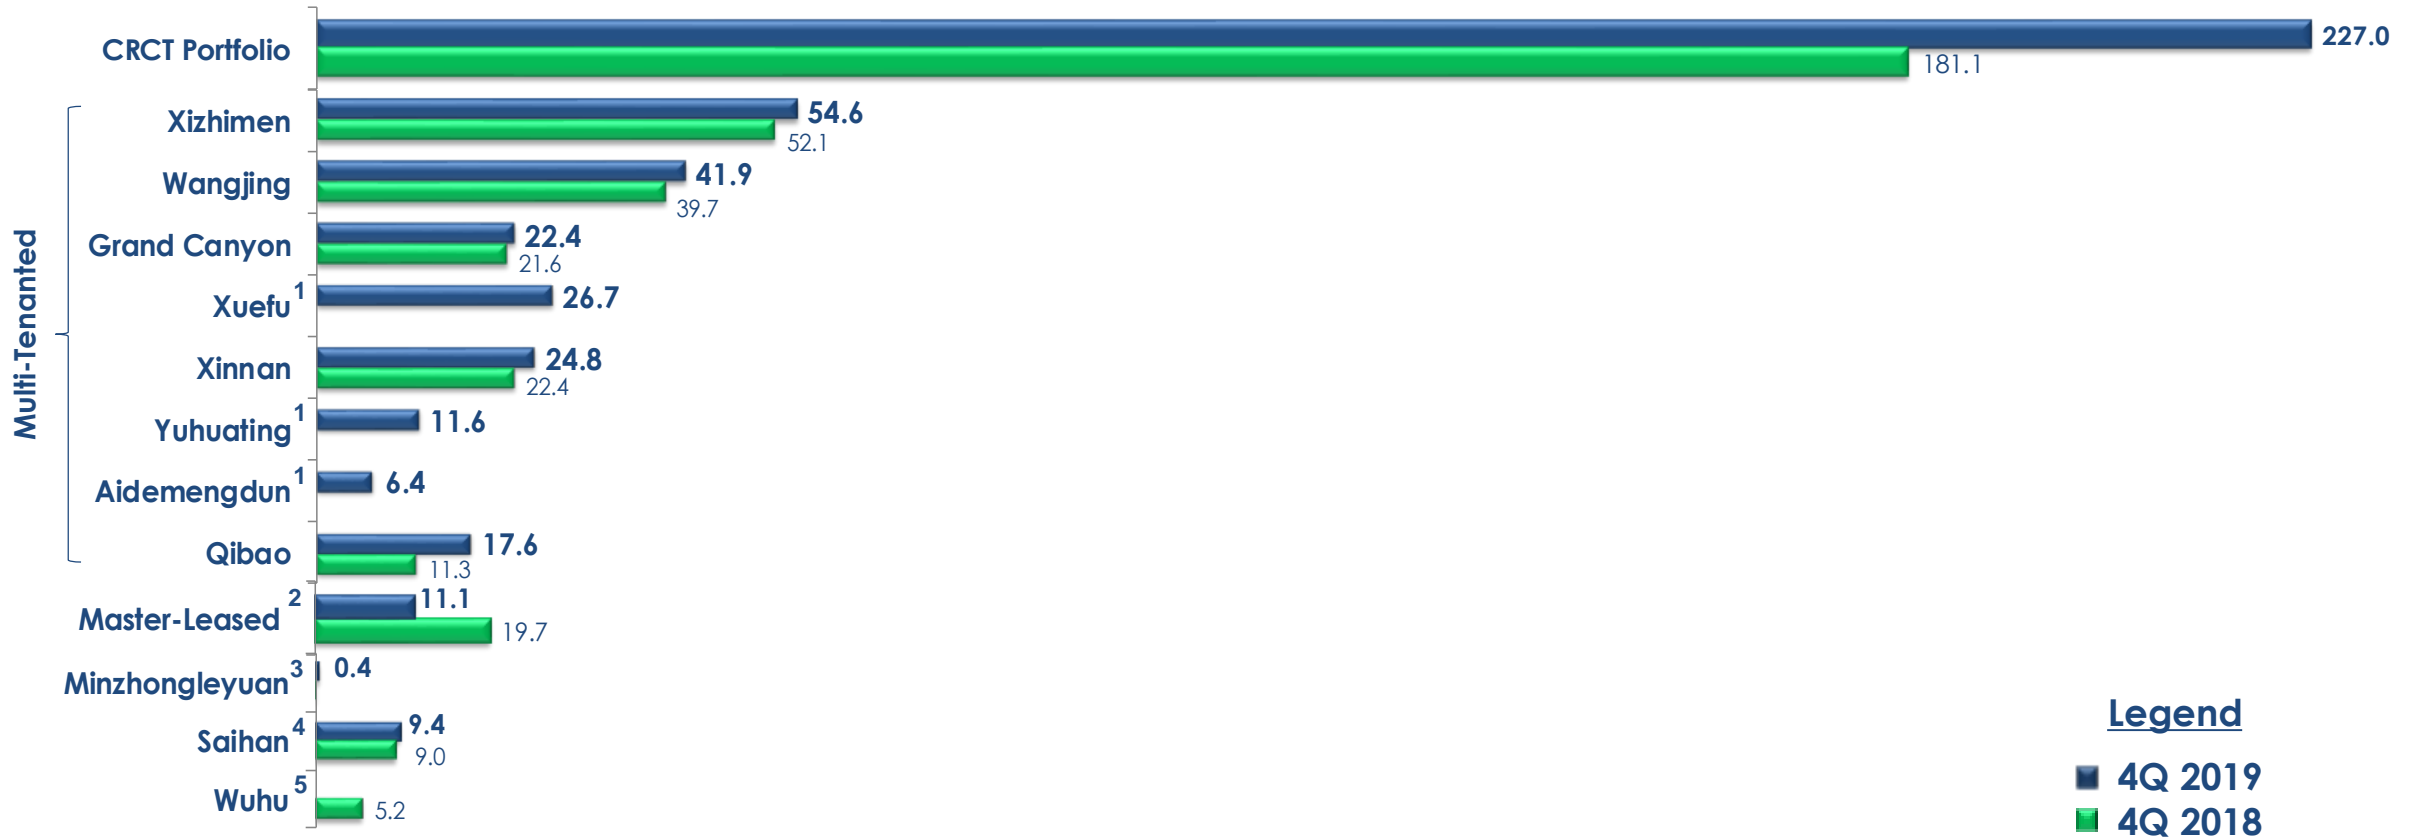 CRCT Portfolio
227.0
181.1
Multi-Tenanted
Xizhimen
54.6
52.1
Wangjing
41.9
39.7
Grand Canyon
22.4
21.6
Xuefu1
26.7
Xinnan
24.8
22.4
Yuhuating1
11.6
Aidemengdun1
6.4
Qibao
17.6
11.3
Master-Leased 2
11.1
19.7
Minzhongleyuan3
0.4
Saihan4
9.4
9.0
Wuhu5
5.2
Legend
4Q 2019
4Q 2018